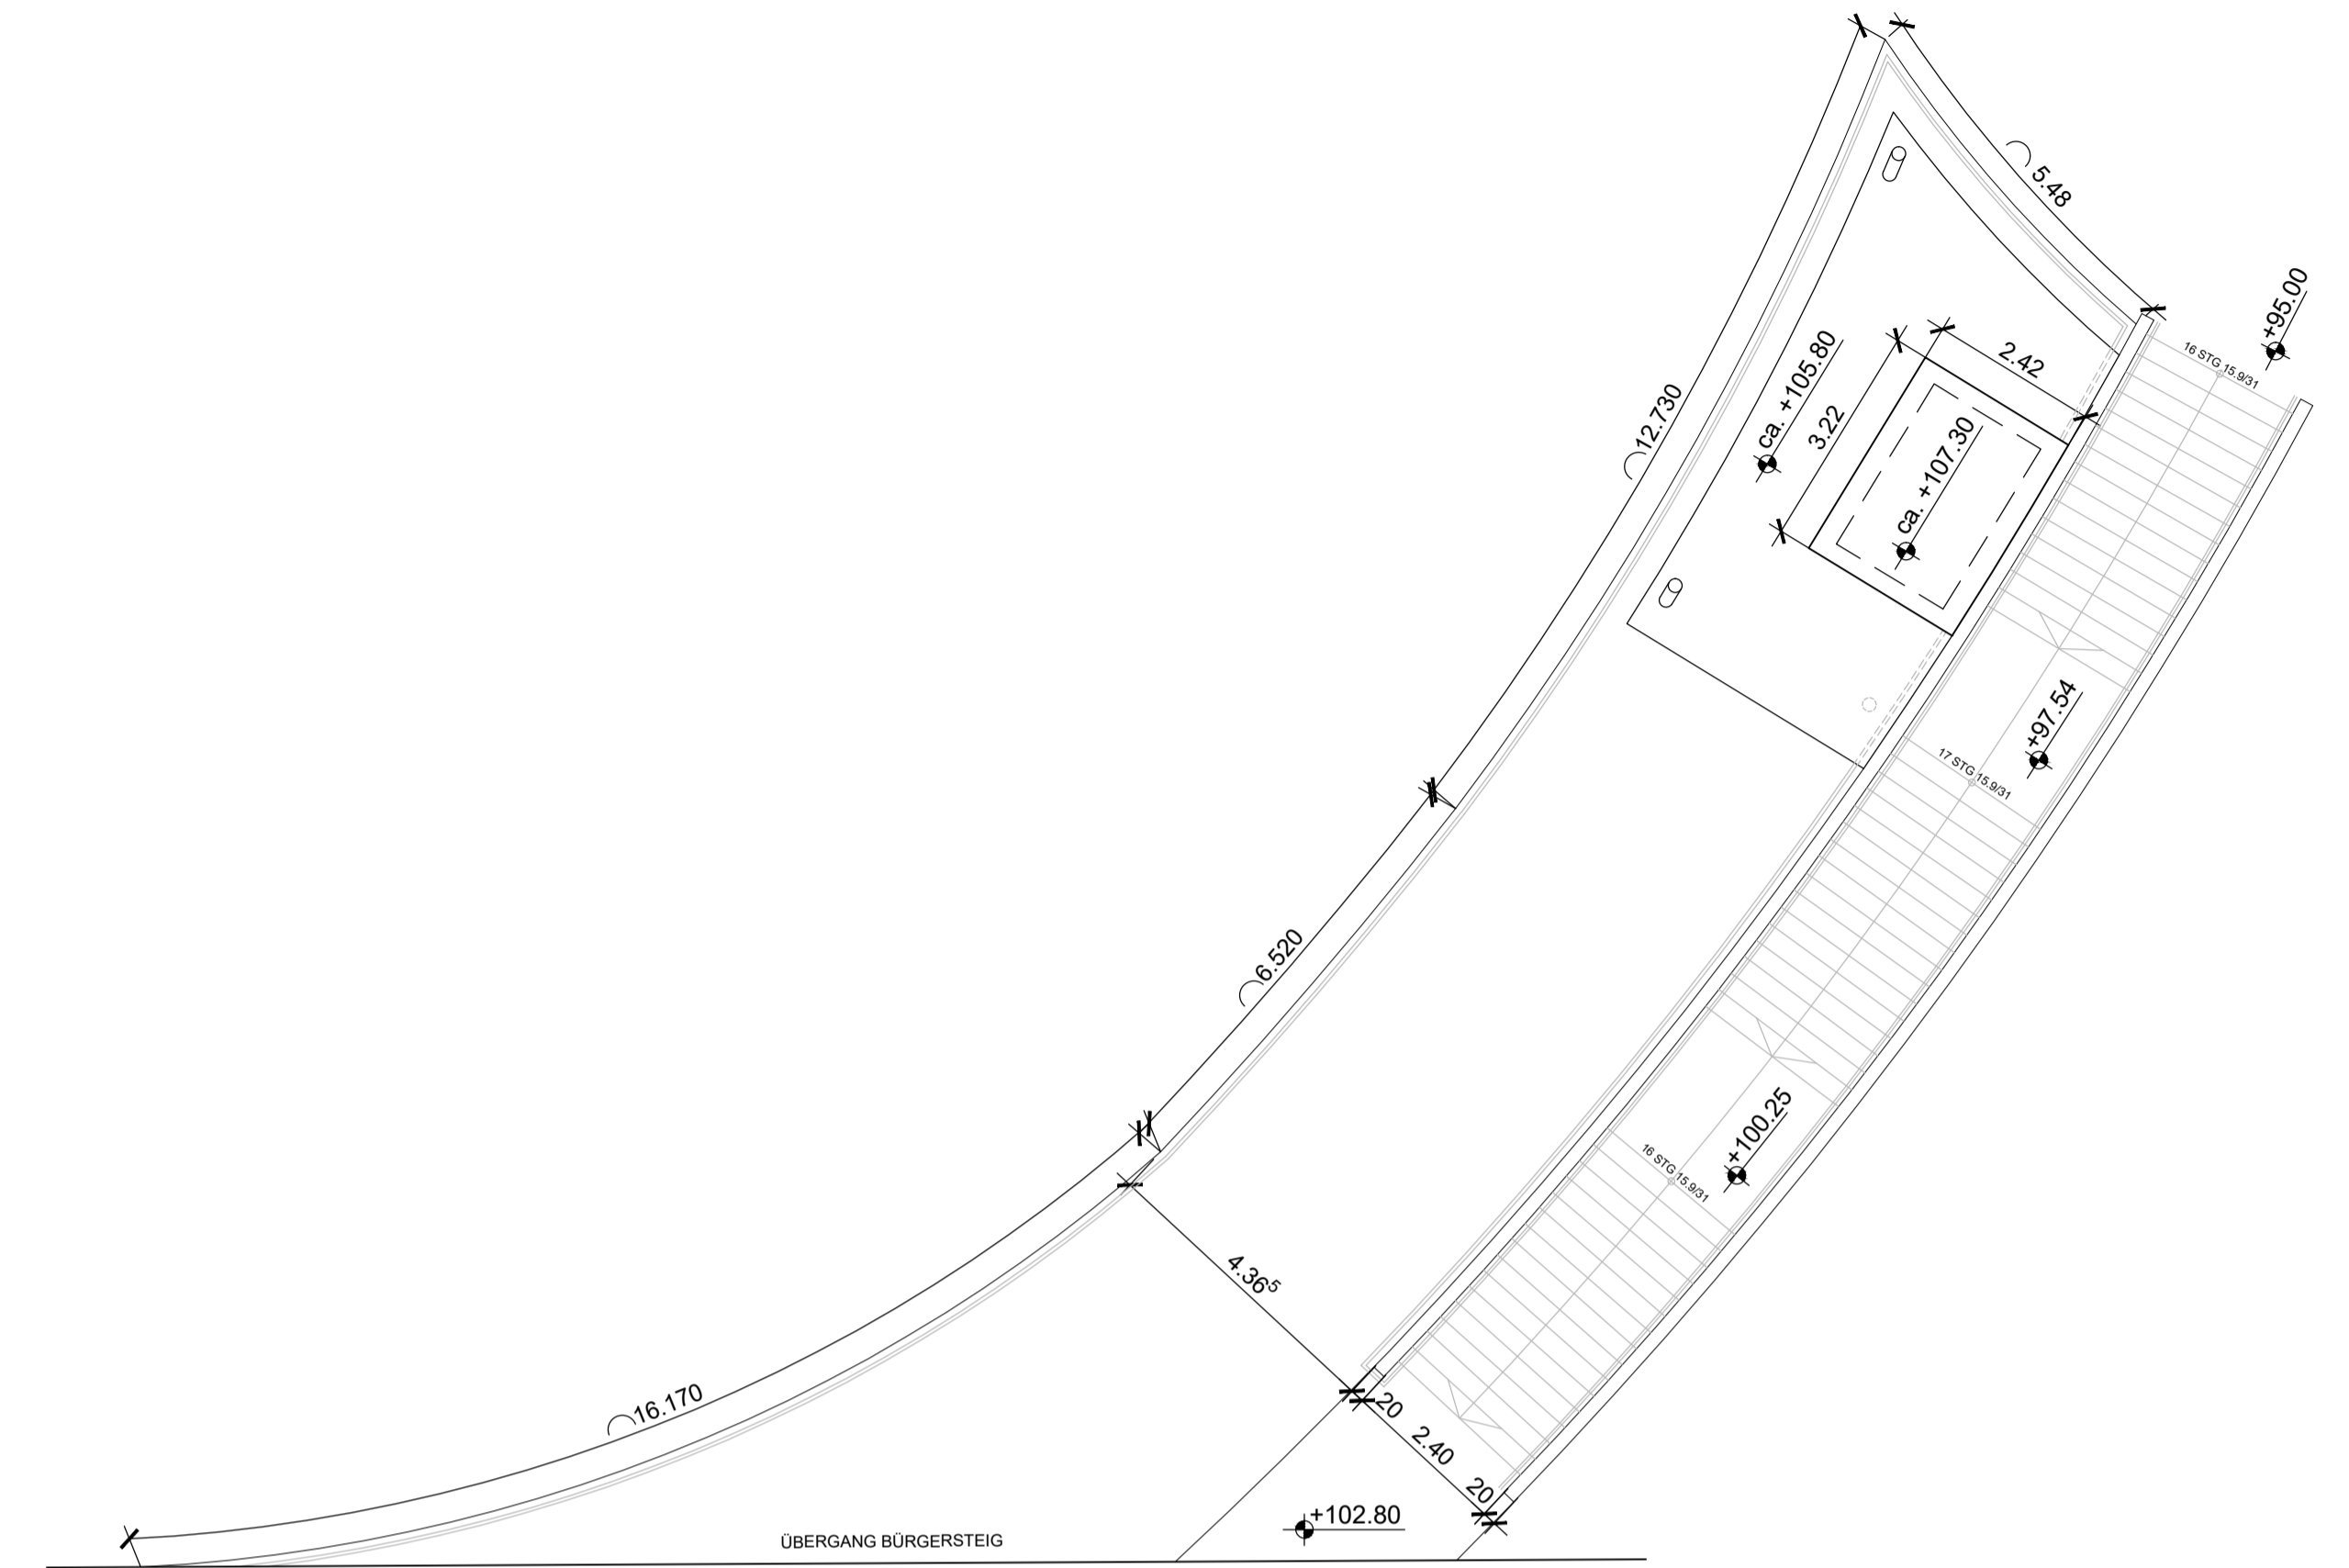 5.48
+95.00
16 STG 15.9/31
2.42
ca. +105.80
3.22
12.730
ca. +107.30
+97.54
17 STG 15.9/31
6.520
+100.25
16 STG 15.9/31
4.36⁵
16.170
20
2.40
20
+102.80
ÜBERGANG BÜRGERSTEIG